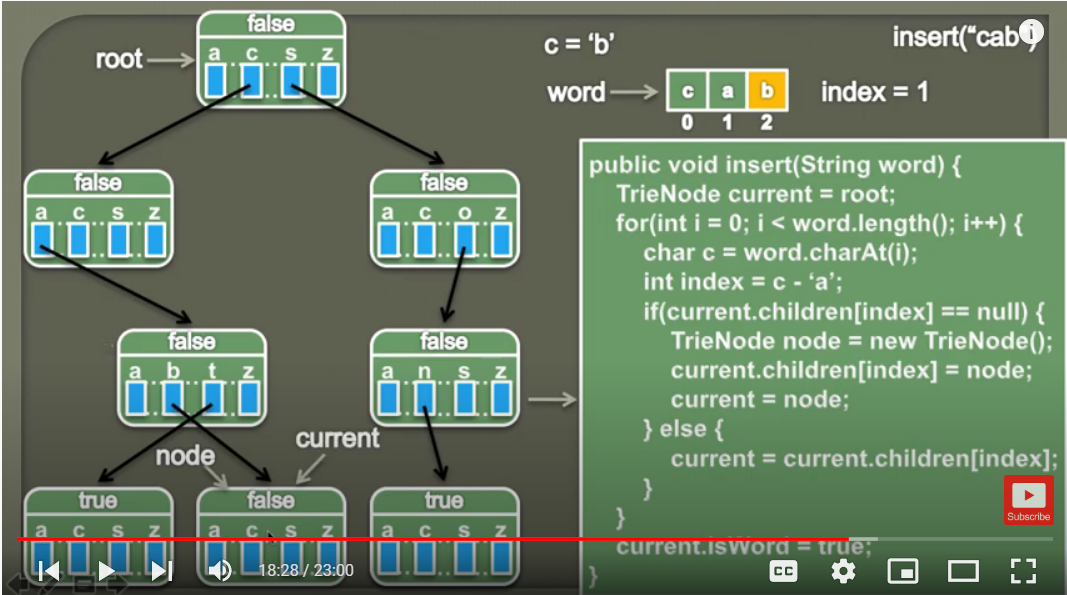 false
a c s z
root
c = ‘b’
insert("cab")
word
c a b
0 1 2
index = 1
false
a c s z
false
a c o z
false
a b t z
false
a n s z
node
current
true
a c s z
false
a c s z
true
a c s z
public void insert(String word) {
TrieNode current = root;
for(int i = 0; i < word.length(); i++) {
char c = word.charAt(i);
int index = c - ‘a’;
if(current.children[index] == null) {
TrieNode node = new TrieNode();
current.children[index] = node;
current = node;
} else {
current = current.children[index];
}
}
current.isWord = true;
}
Subscribe
18:28 / 23:00
CC